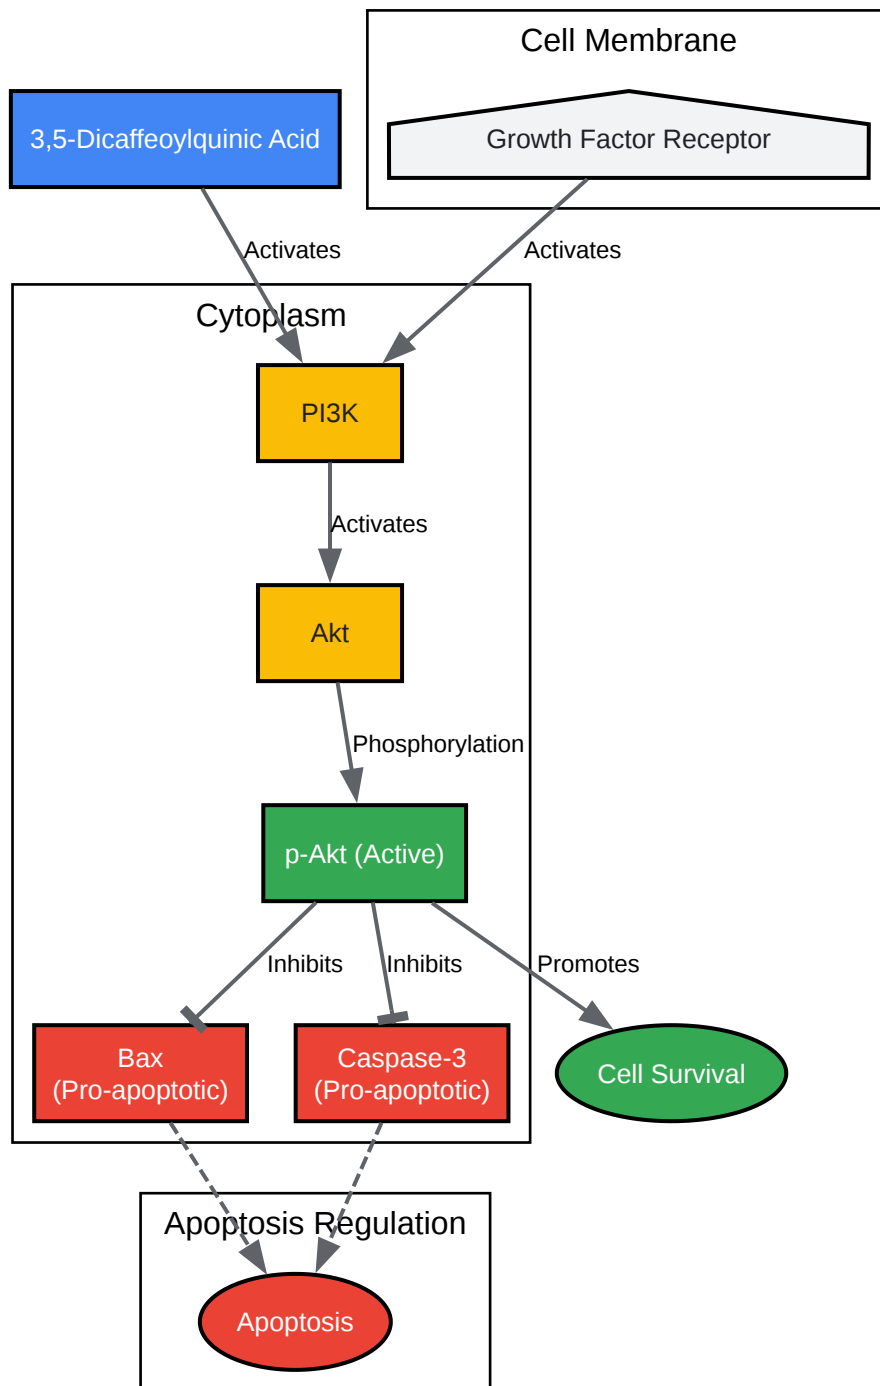 Cell Membrane
3,5-Dicaffeoylquinic Acid
Growth Factor Receptor
Activates
Activates
Cytoplasm
PI3K
Activates
Akt
Phosphorylation
p-Akt (Active)
Inhibits
Inhibits
Promotes
Bax
(Pro-apoptotic)
Caspase-3
(Pro-apoptotic)
Cell Survival
Apoptosis Regulation
Apoptosis